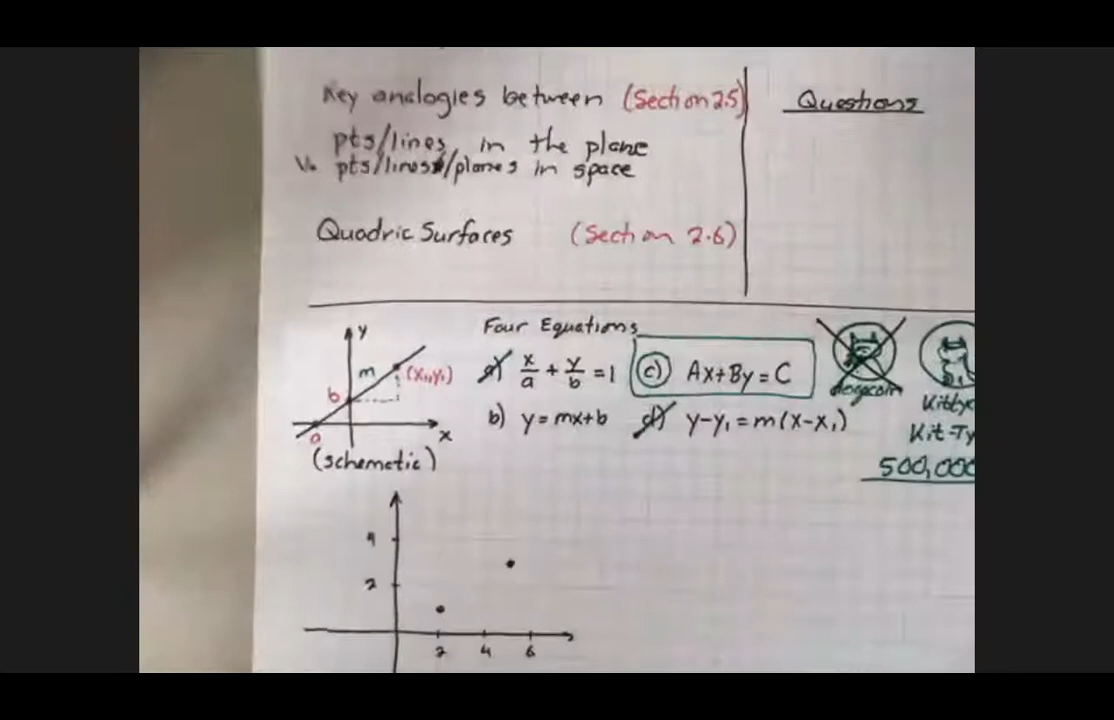 Key analogies between (Section 2.5)
pts/lines in the plane
Vs pts/lines/planes in space
Quadric Surfaces (Section 2.6)
Questions
Four Equations
a) x/a + y/b = 1
c) Ax+By=C
b) y=mx+b
d) y-y₁=m(x-x₁)
y
m
(x₁,y₁)
b
a
x
(schematic)
dogecoin
Kitty
Kit-Ty
500,000
4
2
2 4 6